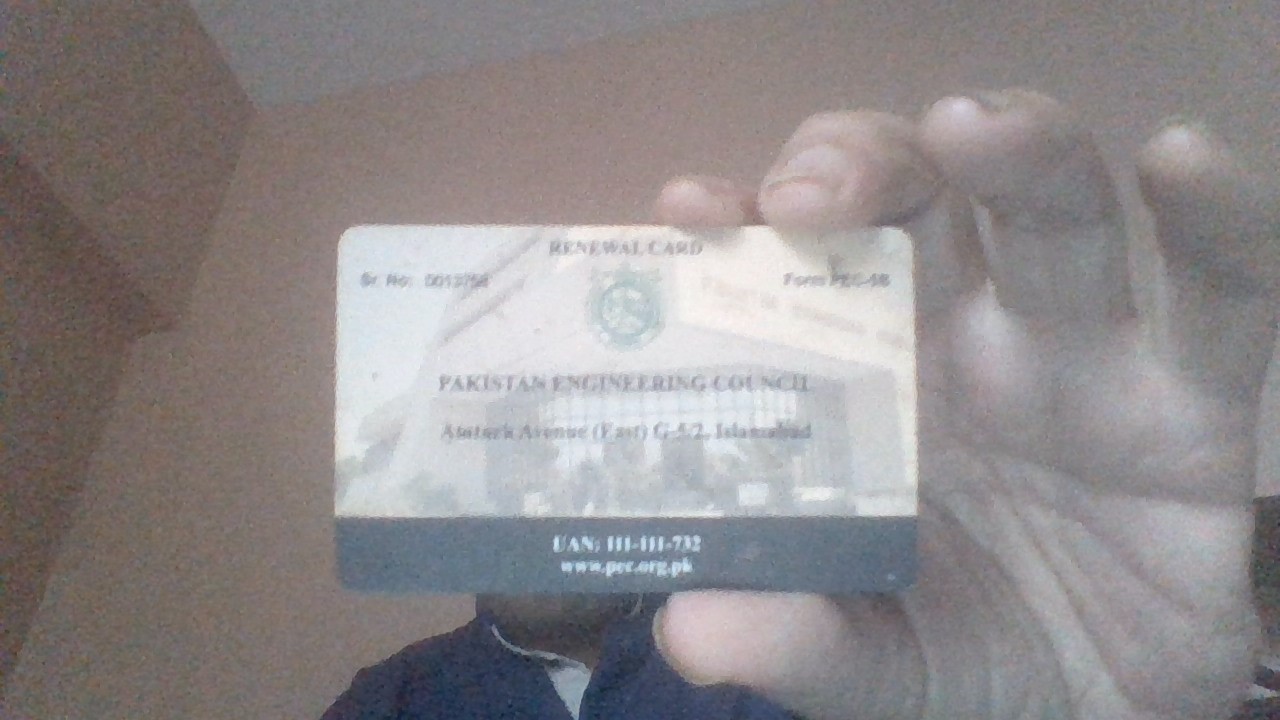 RENEWAL CARD
Sr. No: 0013758
Form PEC-5B
PAKISTAN ENGINEERING COUNCIL
Ataturk Avenue (East) G-5/2, Islamabad
UAN: 111-111-732
www.pec.org.pk